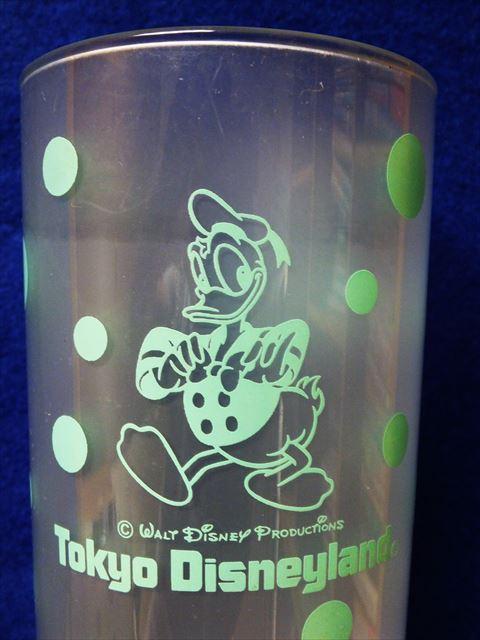 © Walt Disney Productions
Tokyo Disneyland®